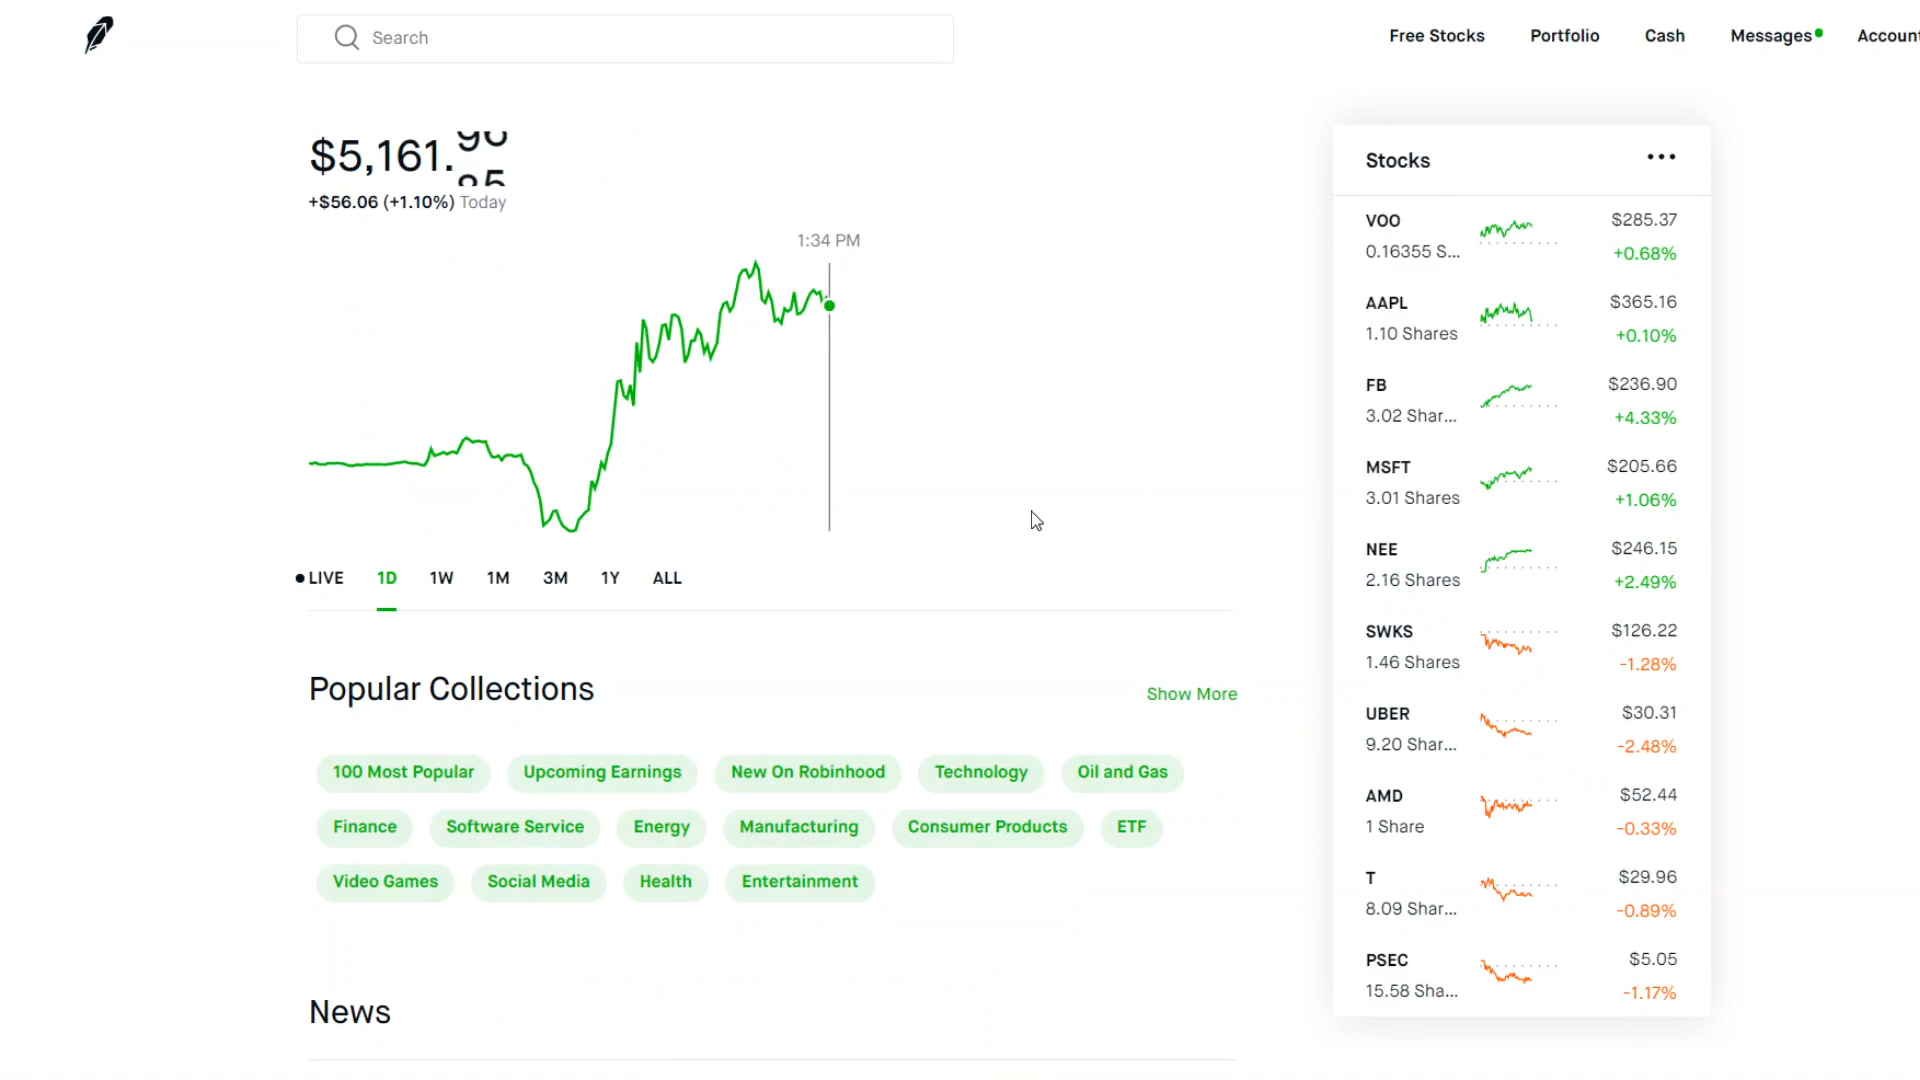 Search
Free Stocks Portfolio Cash Messages Account
$5,161.
+$56.06 (+1.10%) Today
1:34 PM
LIVE 1D 1W 1M 3M 1Y ALL
Popular Collections
Show More
100 Most Popular Upcoming Earnings New On Robinhood Technology Oil and Gas
Finance Software Service Energy Manufacturing Consumer Products ETF
Video Games Social Media Health Entertainment
News
Stocks
VOO $285.37
0.16355 S... +0.68%
AAPL $365.16
1.10 Shares +0.10%
FB $236.90
3.02 Shar... +4.33%
MSFT $205.66
3.01 Shares +1.06%
NEE $246.15
2.16 Shares +2.49%
SWKS $126.22
1.46 Shares -1.28%
UBER $30.31
9.20 Shar... -2.48%
AMD $52.44
1 Share -0.33%
T $29.96
8.09 Shar... -0.89%
PSEC $5.05
15.58 Sha... -1.17%